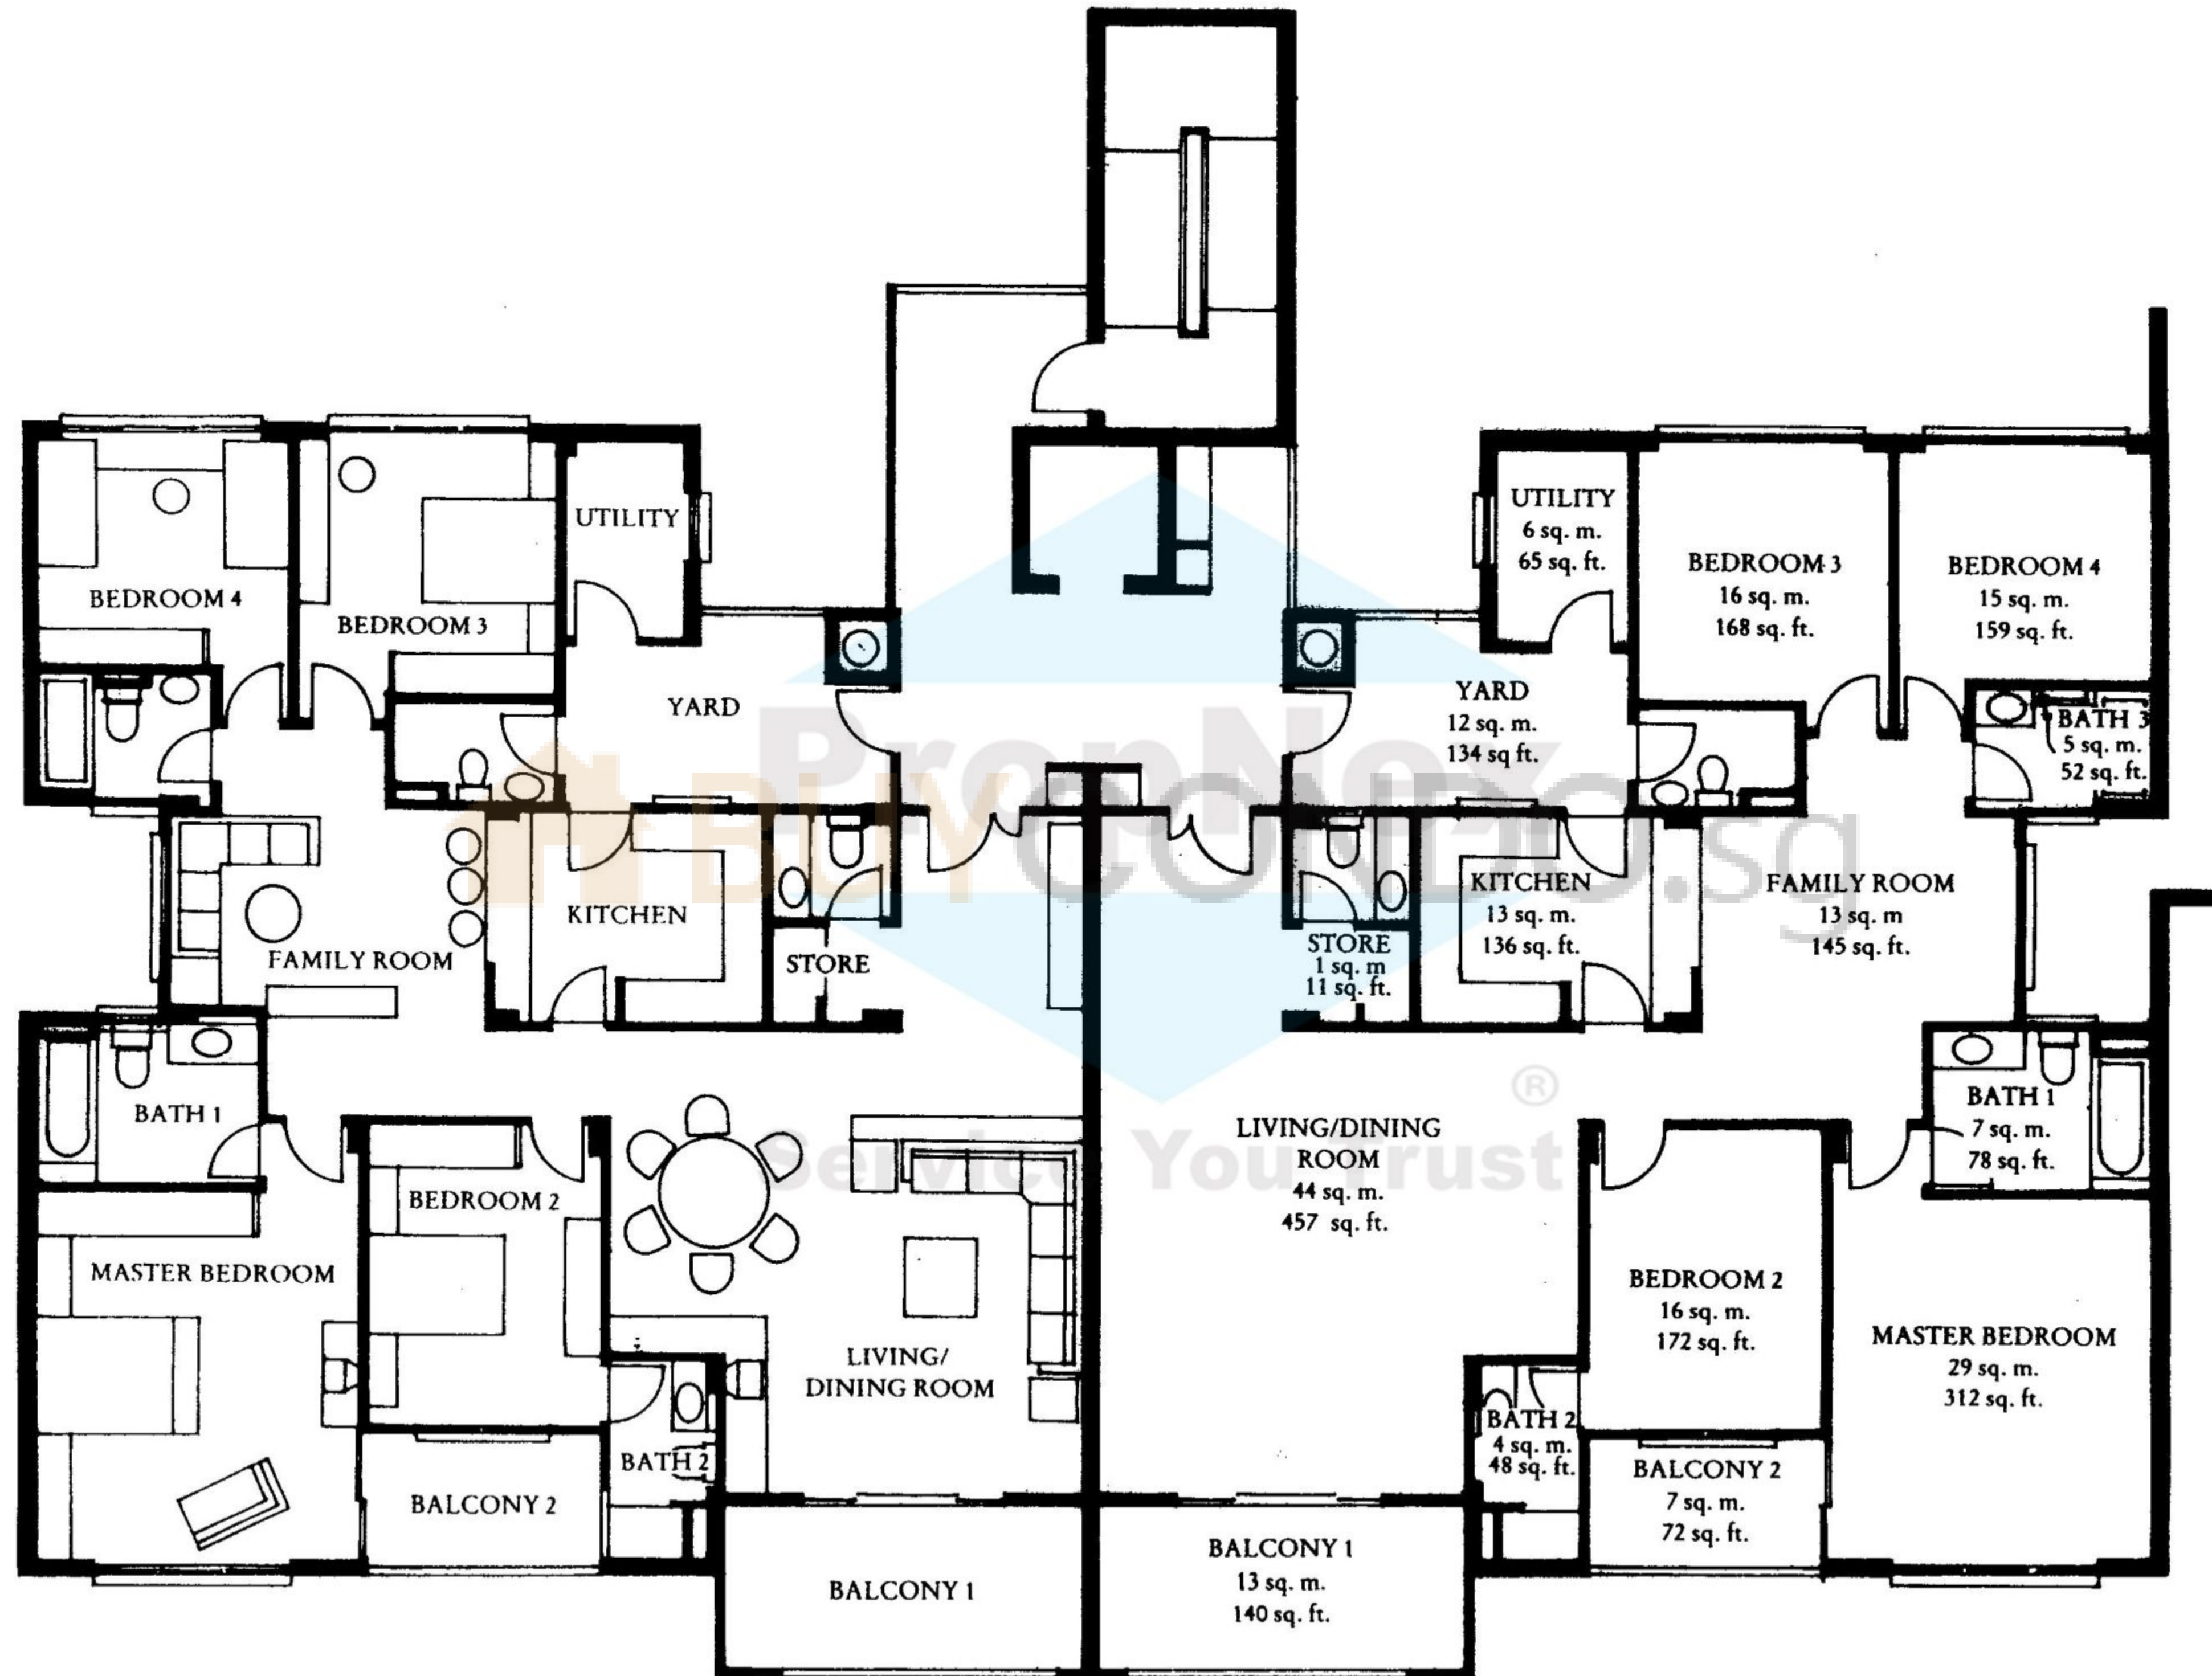 BEDROOM 4
BEDROOM 3
UTILITY
YARD
FAMILY ROOM
KITCHEN
STORE
BATH 1
MASTER BEDROOM
BEDROOM 2
BATH 2
BALCONY 2
LIVING/
DINING ROOM
BALCONY 1
UTILITY
6 sq. m.
65 sq. ft.
BEDROOM 3
16 sq. m.
168 sq. ft.
BEDROOM 4
15 sq. m.
159 sq. ft.
YARD
12 sq. m.
134 sq ft.
BATH 3
5 sq. m.
52 sq. ft.
KITCHEN
13 sq. m.
136 sq. ft.
FAMILY ROOM
13 sq. m
145 sq. ft.
STORE
1 sq. m
11 sq. ft.
LIVING/DINING
ROOM
44 sq. m.
457 sq. ft.
BATH 1
7 sq. m.
78 sq. ft.
BEDROOM 2
16 sq. m.
172 sq. ft.
MASTER BEDROOM
29 sq. m.
312 sq. ft.
BATH 2
4 sq. m.
48 sq. ft.
BALCONY 2
7 sq. m.
72 sq. ft.
BALCONY 1
13 sq. m.
140 sq. ft.
PropNex
BUYCONDO.sg
®
Service You Trust